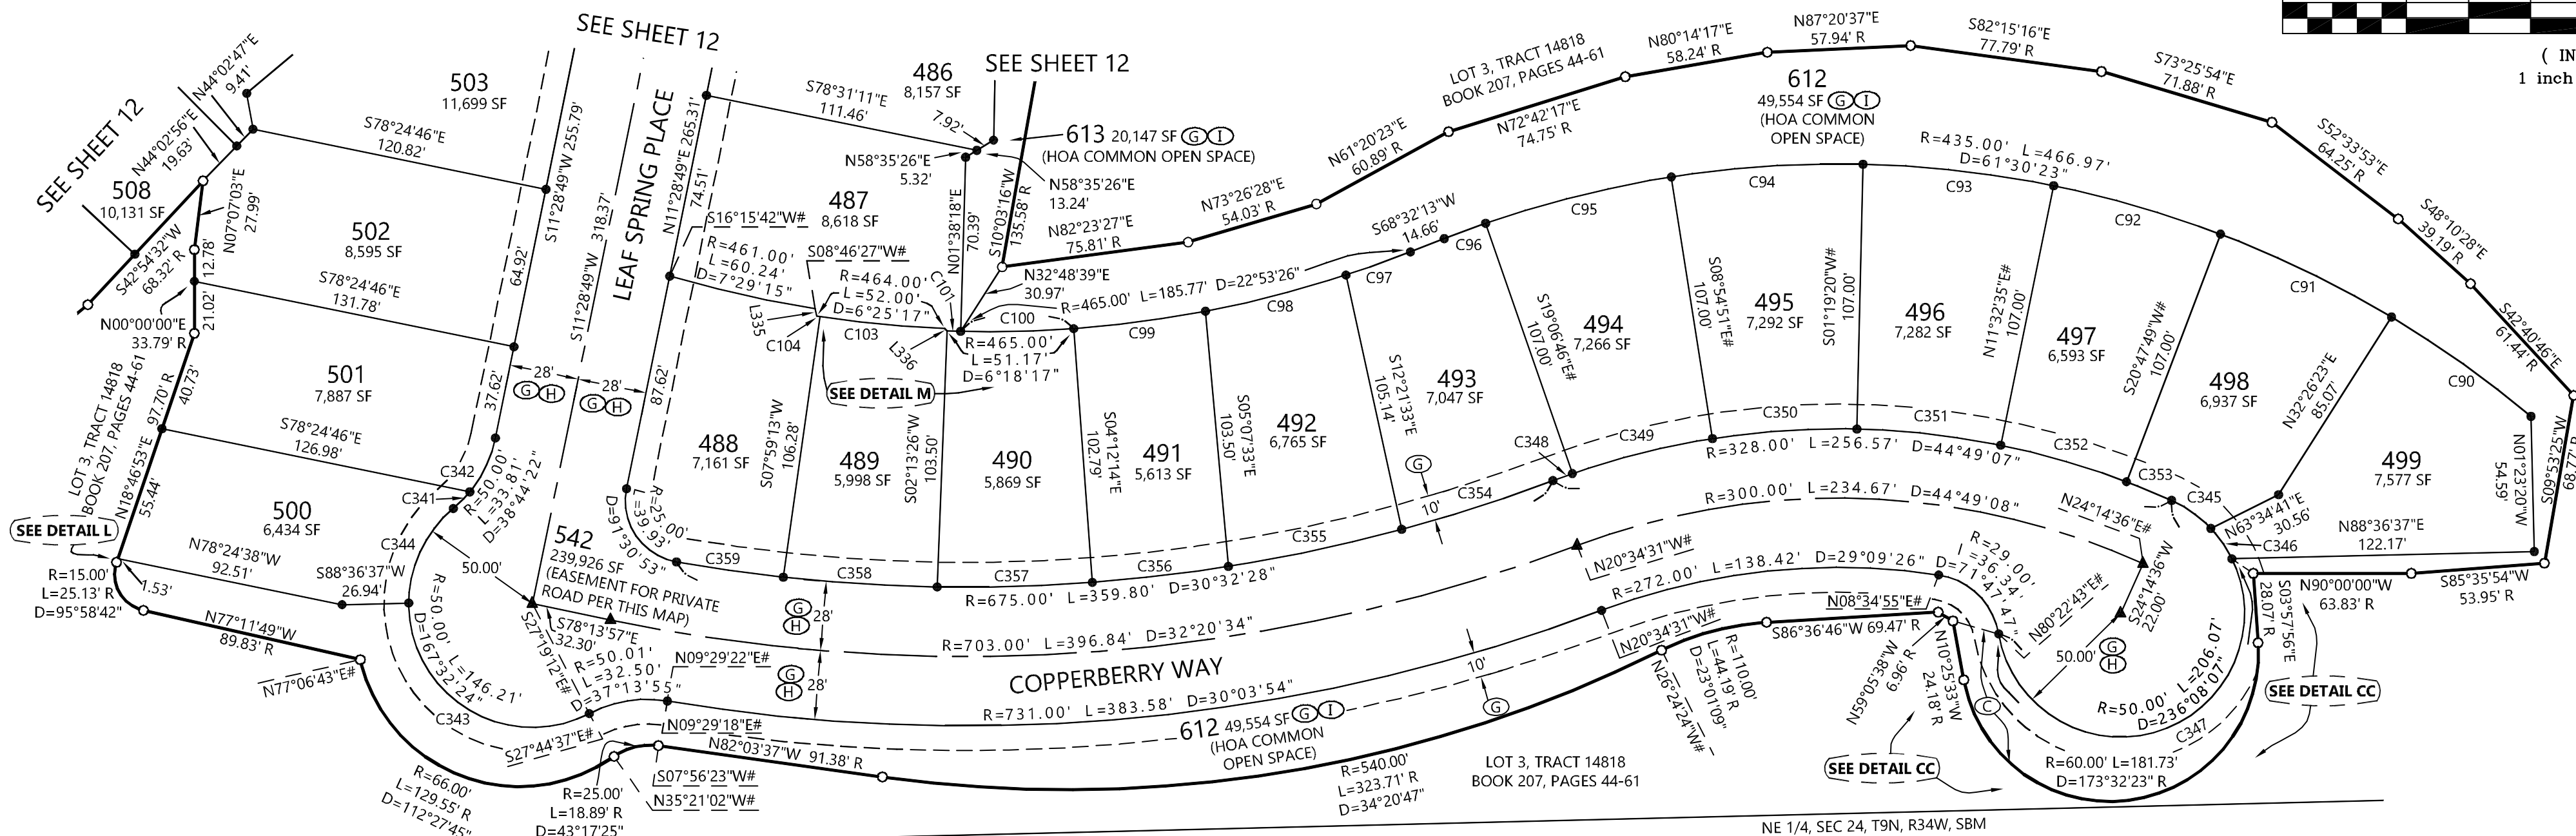 SEE SHEET 12
SEE SHEET 12
SEE SHEET 12
N44°02'47"E
9.41'
N44°02'56"E
19.63'
508
10,131 SF
S42°54'32"W
68.32' R
N07°07'03"E
27.99'
12.78'
N00°00'00"E
33.79' R
21.02'
LOT 3, TRACT 14818
BOOK 207, PAGES 44-61
N18°46'53"E 97.70' R
40.73'
55.44'
SEE DETAIL L
1.53'
R=15.00'
L=25.13' R
D=95°58'42"
N77°11'49"W
89.83' R
N77°06'43"E#
503
11,699 SF
S78°24'46"E
120.82'
502
8,595 SF
S78°24'46"E
131.78'
501
7,887 SF
S78°24'46"E
126.98'
500
6,434 SF
N78°24'38"W
92.51'
S88°36'37"W
26.94'
S11°28'49"W 255.79'
64.92'
37.62'
C342
C341
C344
R=50.00'
L=33.81'
D=38°44'22"
50.00'
R=50.00' L=146.21'
D=167°32'24"
C343
S11°28'49"W 318.37'
LEAF SPRING PLACE
28'
G H
28'
G H
N11°28'49"E 265.31'
74.51'
87.62'
S78°31'11"E
111.46'
486
8,157 SF
7.92'
613 20,147 SF G I
(HOA COMMON OPEN SPACE)
N58°35'26"E
5.32'
N58°35'26"E
13.24'
487
8,618 SF
S16°15'42"W#
R=461.00'
L=60.24'
D=7°29'15"
S08°46'27"W#
R=464.00'
L=52.00'
D=6°25'17"
C101
N01°38'18"E
70.39'
S10°03'16"W
135.58' R
N32°48'39"E
30.97'
L335
C104
C103
L336
C100
R=465.00'
L=51.17'
D=6°18'17"
SEE DETAIL M
R=465.00' L=185.77' D=22°53'26"
N82°23'27"E
75.81' R
N73°26'28"E
54.03' R
N61°20'23"E
60.89' R
N72°42'17"E
74.75' R
LOT 3, TRACT 14818
BOOK 207, PAGES 44-61
N80°14'17"E
58.24' R
N87°20'37"E
57.94' R
S82°15'16"E
77.79' R
S73°25'54"E
71.88' R
S52°33'53"E
64.25' R
S48°10'28"E
39.19' R
S42°40'46"E
61.44' R
S09°53'25"W
68.77' R
( IN
1 inch
612
49,554 SF G I
(HOA COMMON
OPEN SPACE)
R=435.00' L=466.97'
D=61°30'23"
S68°32'13"W
14.66'
C99
C98
C97
C96
C95
C94
C93
C92
C91
C90
488
7,161 SF
S07°59'13"W
106.28'
489
5,998 SF
S02°13'26"W
103.50'
490
5,869 SF
S04°12'14"E
102.79'
491
5,613 SF
S05°07'33"E
103.50'
492
6,765 SF
S12°21'33"E
105.14'
493
7,047 SF
S19°06'46"E#
107.00'
494
7,266 SF
S08°54'51"E#
107.00'
495
7,292 SF
S01°19'20"W#
107.00'
496
7,282 SF
N11°32'35"E#
107.00'
497
6,593 SF
S20°47'49"W#
107.00'
498
6,937 SF
N32°26'23"E
85.07'
499
7,577 SF
N01°23'20"W
54.59'
N63°34'41"E
30.56'
N88°36'37"E
122.17'
N90°00'00"W
63.83' R
S85°35'54"W
53.95' R
S03°57'56"E
28.07' R
SEE DETAIL CC
R=25.00'
L=39.93'
D=91°30'53"
542
239,926 SF
(EASEMENT FOR PRIVATE
ROAD PER THIS MAP)
C359
C358
C357
C356
C355
C354
C348
C349
C350
C351
C352
C353
C345
C346
C347
G
10'
R=675.00' L=359.80' D=30°32'28"
R=328.00' L=256.57' D=44°49'07"
R=300.00' L=234.67' D=44°49'08"
R=703.00' L=396.84' D=32°20'34"
G H 28'
G H 28'
S78°13'57"E
32.30'
S27°19'12"E#
R=50.01'
L=32.50'
D=37°13'55"
N09°29'22"E#
N09°29'18"E#
COPPERBERRY WAY
R=731.00' L=383.58' D=30°03'54"
S27°44'37"E#
S07°56'23"W#
N35°21'02"W#
N82°03'37"W 91.38' R
R=66.00'
L=129.55' R
D=112°27'45"
R=25.00'
L=18.89' R
D=43°17'25"
612 49,554 SF G I
(HOA COMMON
OPEN SPACE)
R=540.00'
L=323.71' R
D=34°20'47"
10'
G
N20°34'31"W#
N20°34'31"W#
R=272.00' L=138.42' D=29°09'26"
N26°24'24"W#
R=110.00'
L=44.19' R
D=23°01'09"
S86°36'46"W 69.47' R
N08°34'55"E#
R=29.00'
L=36.34'
D=71°47'47"
N80°22'43"E#
N24°14'36"E#
S24°14'36"W
22.00'
50.00'
G
H
N59°05'38"W
6.96' R
N10°25'33"W
24.18' R
C
SEE DETAIL CC
R=50.00' L=206.07'
D=236°08'07"
R=60.00' L=181.73'
D=173°32'23" R
LOT 3, TRACT 14818
BOOK 207, PAGES 44-61
NE 1/4, SEC 24, T9N, R34W, SBM